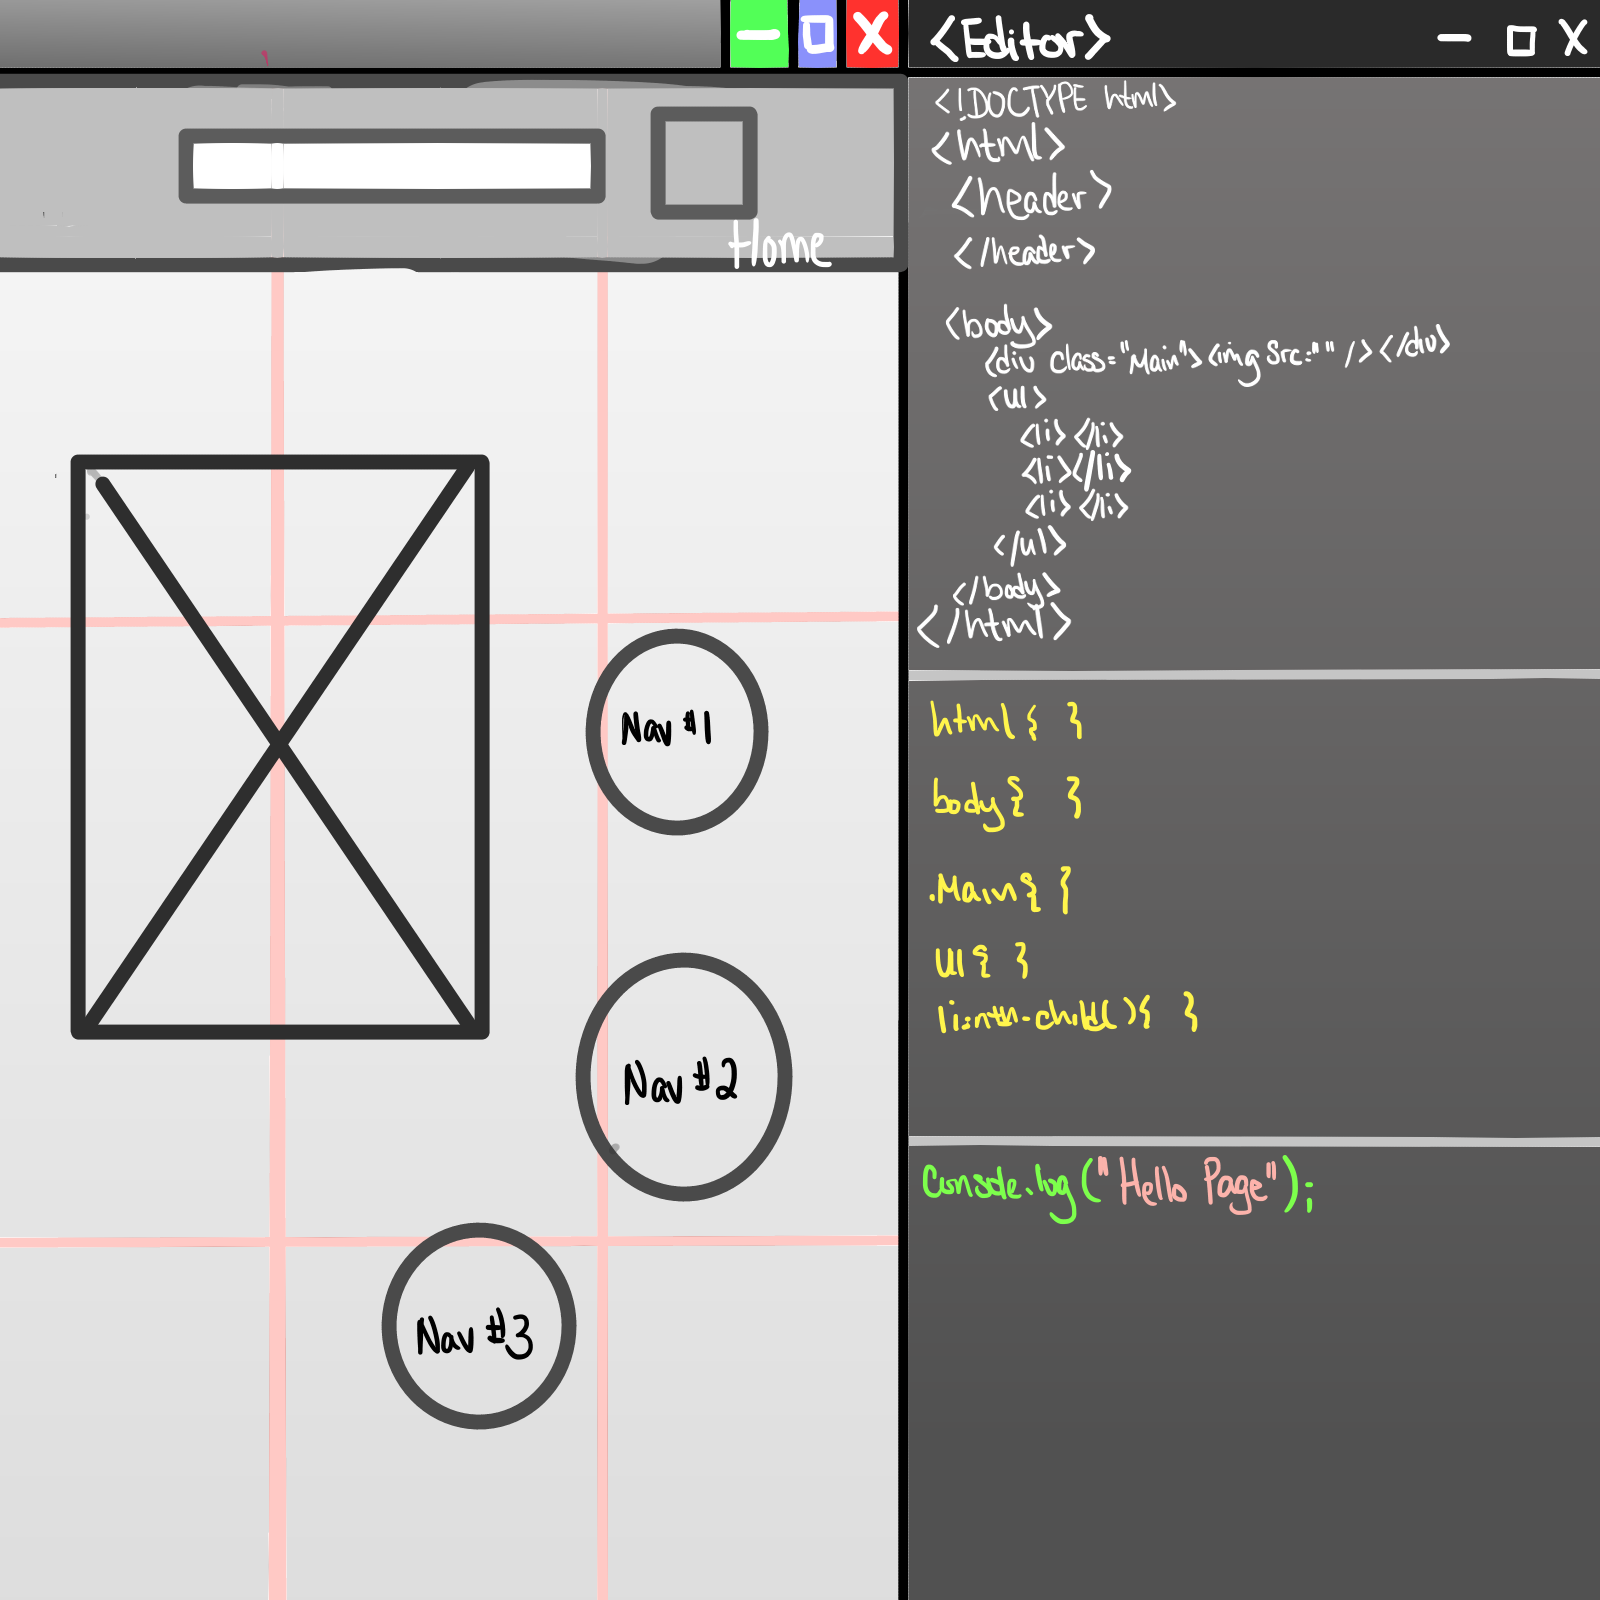 Home
Nav #1
Nav #2
Nav #3
<Editor>
<!DOCTYPE html>
<html>
<header>
</header>
<body>
<div class="Main"><img Src="" /></div>
<ul>
<li></li>
<li></li>
<li></li>
</ul>
</body>
</html>
html{ }
body{ }
.Main{ }
Ul{ }
li:nth-child(){ }
Console.log("Hello Page");